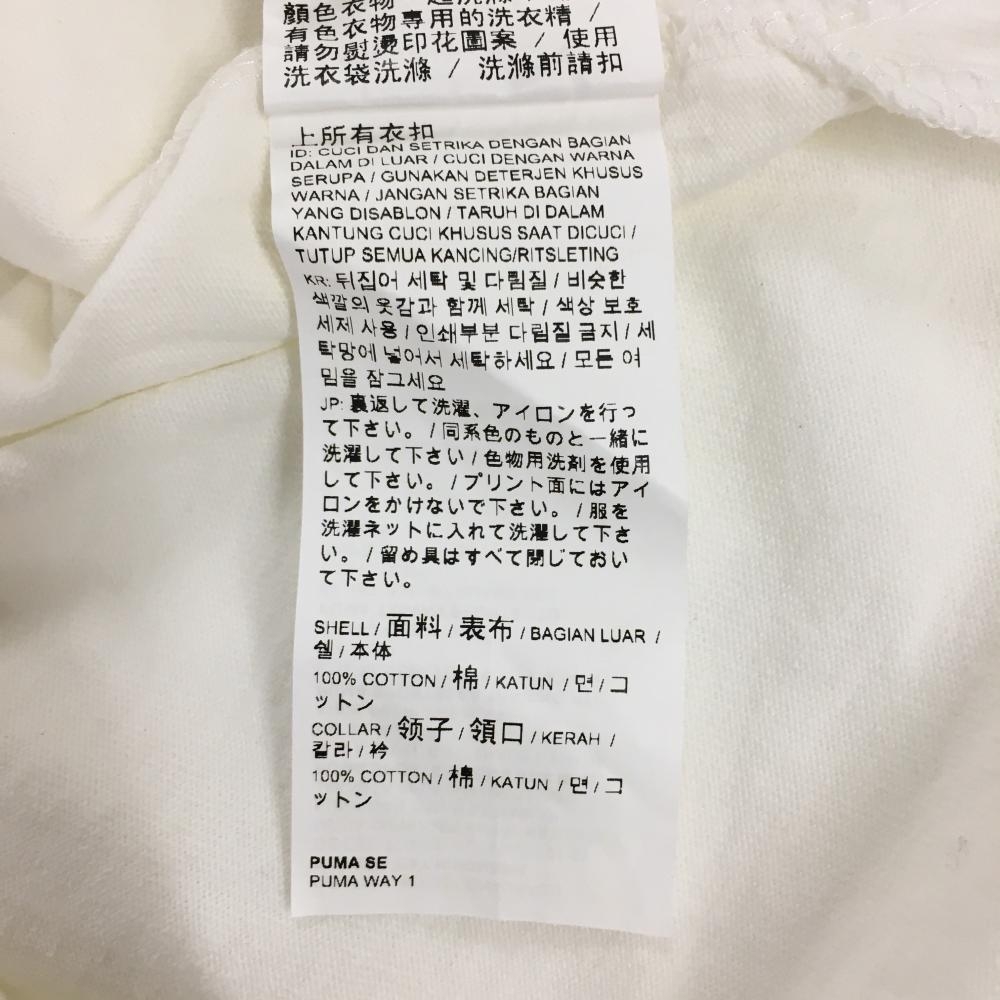 顏色衣物
有色衣物專用的洗衣精 /
請勿熨燙印花圖案 / 使用
洗衣袋洗滌 / 洗滌前請扣
上所有衣扣
ID: CUCI DAN SETRIKA DENGAN BAGIAN
DALAM DI LUAR / CUCI DENGAN WARNA
SERUPA / GUNAKAN DETERJEN KHUSUS
WARNA / JANGAN SETRIKA BAGIAN
YANG DISABLON / TARUH DI DALAM
KANTUNG CUCI KHUSUS SAAT DICUCI /
TUTUP SEMUA KANCING/RITSLETING
KR: 뒤집어 세탁 및 다림질 / 비슷한
색깔의 옷감과 함께 세탁 / 색상 보호
세제 사용 / 인쇄부분 다림질 금지 / 세
탁망에 넣어서 세탁하세요 / 모든 여
밈을 잠그세요
JP: 裏返して洗濯、アイロンを行っ
て下さい。 / 同系色のものと一緒に
洗濯して下さい / 色物用洗剤を使用
して下さい。 / プリント面にはアイ
ロンをかけないで下さい。 / 服を
洗濯ネットに入れて洗濯して下さ
い。 / 留め具はすべて閉じておい
て下さい。
SHELL / 面料 / 表布 / BAGIAN LUAR /
쉘 / 本体
100% COTTON / 棉 / KATUN / 면 / コ
ットン
COLLAR / 领子 / 領口 / KERAH /
칼라 / 衿
100% COTTON / 棉 / KATUN / 면 / コ
ットン
PUMA SE
PUMA WAY 1